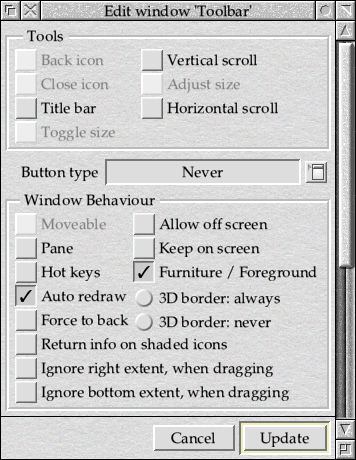 Edit window 'Toolbar'
Tools
Back icon Vertical scroll
Close icon Adjust size
Title bar Horizontal scroll
Toggle size
Button type Never
Window Behaviour
Moveable Allow off screen
Pane Keep on screen
Hot keys Furniture / Foreground
Auto redraw 3D border: always
Force to back 3D border: never
Return info on shaded icons
Ignore right extent, when dragging
Ignore bottom extent, when dragging
Cancel Update